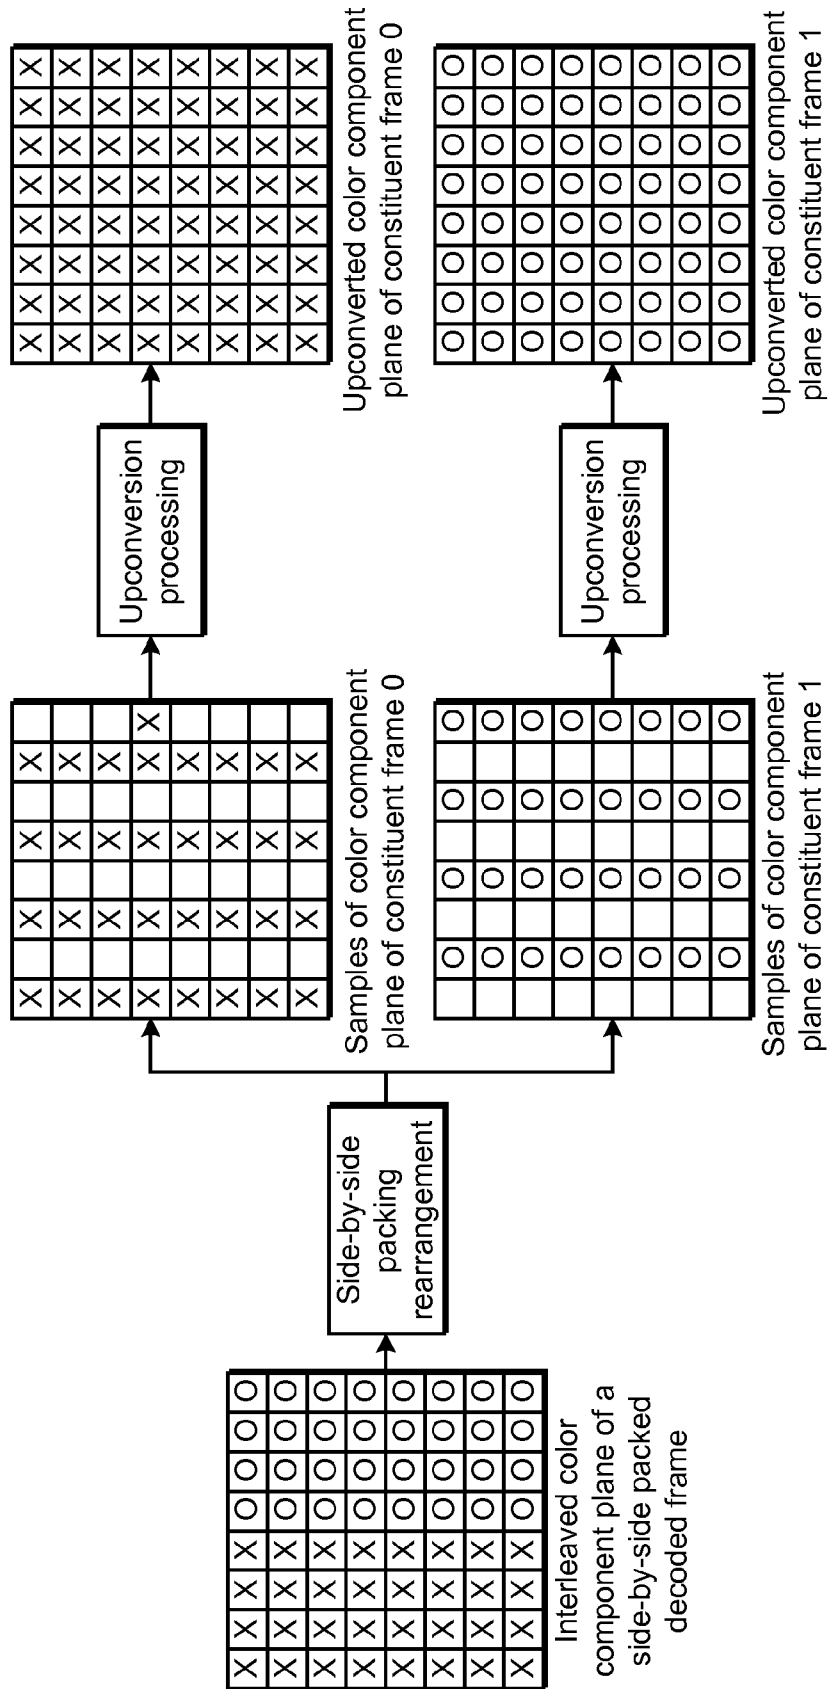 Interleaved color
component plane of a
side-by-side packed
decoded frame
Side-by-side
packing
rearrangement
Samples of color component
plane of constituent frame 0
Upconversion
processing
Upconverted color component
plane of constituent frame 0
Samples of color component
plane of constituent frame 1
Upconversion
processing
Upconverted color component
plane of constituent frame 1